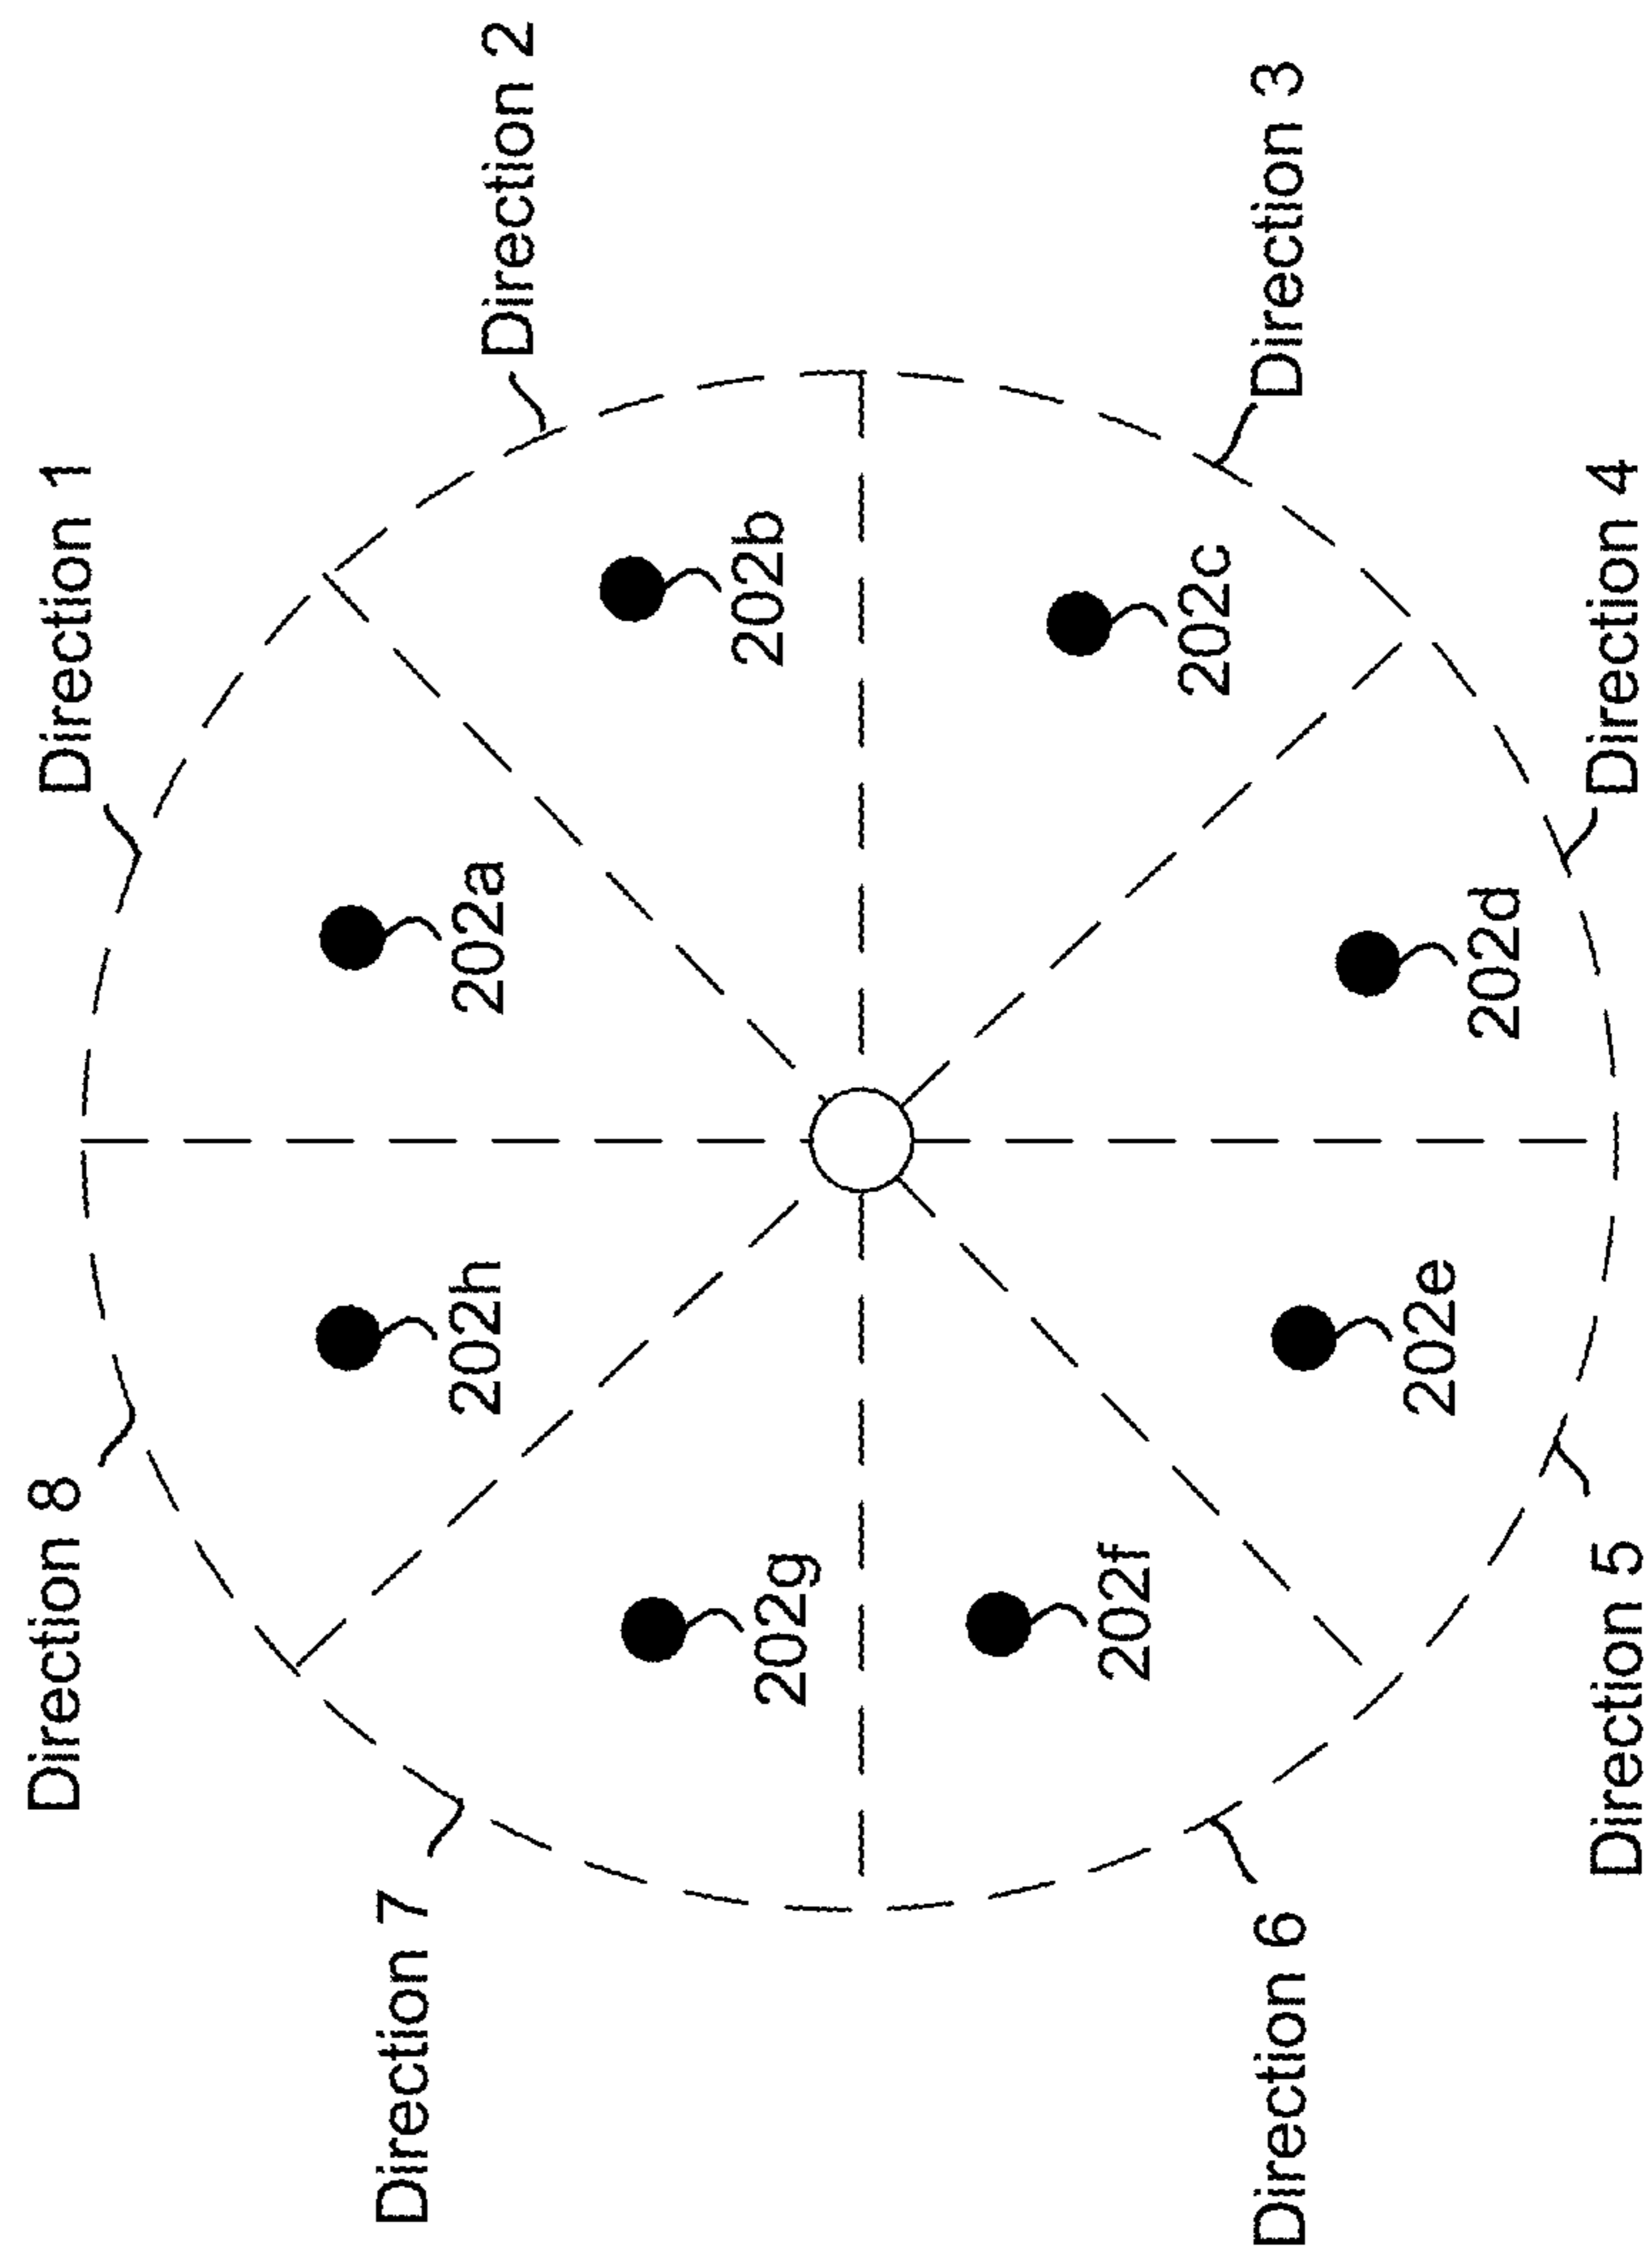 Direction 1
Direction 2
Direction 3
Direction 4
Direction 5
Direction 6
Direction 7
Direction 8
202a
202b
202c
202d
202e
202f
202g
202h